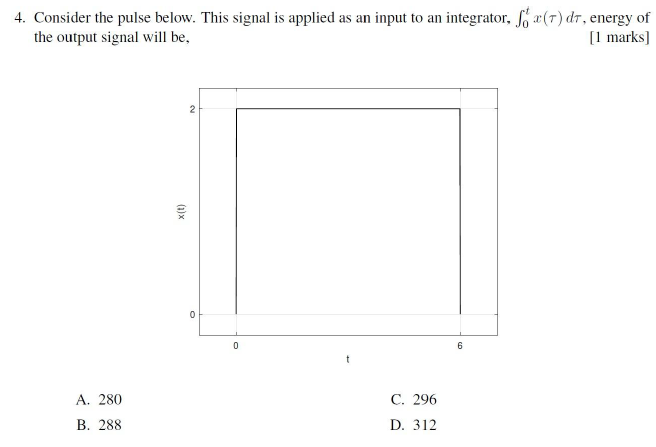 4. Consider the pulse below. This signal is applied as an input to an integrator, ∫₀ᵗ x(τ) dτ, energy of
the output signal will be, [1 marks]
2
x(t)
0
0 6
t
A. 280 C. 296
B. 288 D. 312